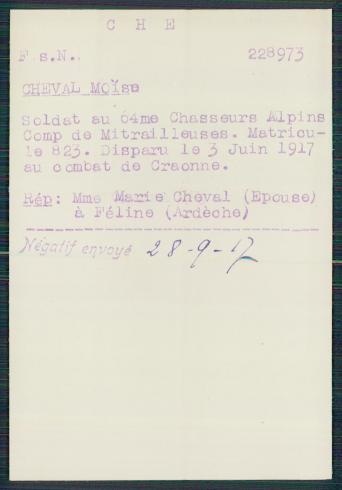 C H E
F s.N. 228973
CHEVAL MOÏse
Soldat au 64me Chasseurs Alpins
Comp de Mitrailleuses. Matricu-
le 823. Disparu le 3 Juin 1917
au combat de Craonne.
Rép: Mme Marie Cheval (Epouse)
à Féline (Ardèche)
Négatif envoyé 28-9-17